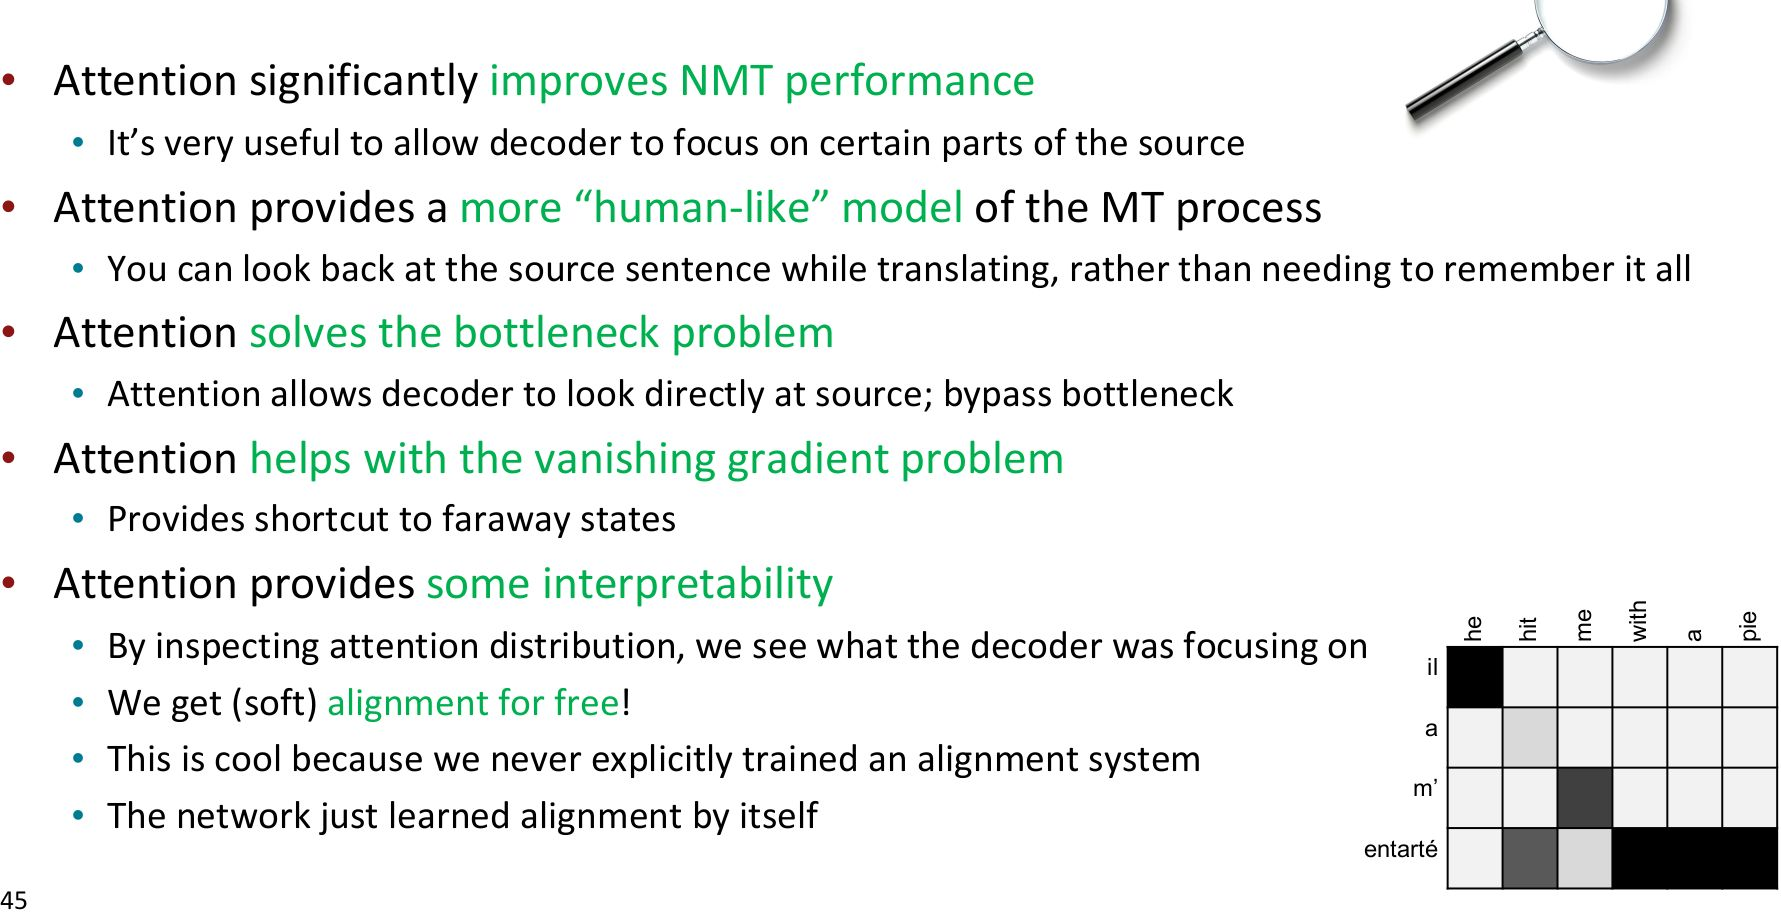 • Attention significantly improves NMT performance
• It’s very useful to allow decoder to focus on certain parts of the source
• Attention provides a more “human-like” model of the MT process
• You can look back at the source sentence while translating, rather than needing to remember it all
• Attention solves the bottleneck problem
• Attention allows decoder to look directly at source; bypass bottleneck
• Attention helps with the vanishing gradient problem
• Provides shortcut to faraway states
• Attention provides some interpretability
• By inspecting attention distribution, we see what the decoder was focusing on
• We get (soft) alignment for free!
• This is cool because we never explicitly trained an alignment system
• The network just learned alignment by itself
he hit me with a pie
il
a
m’
entarté
45